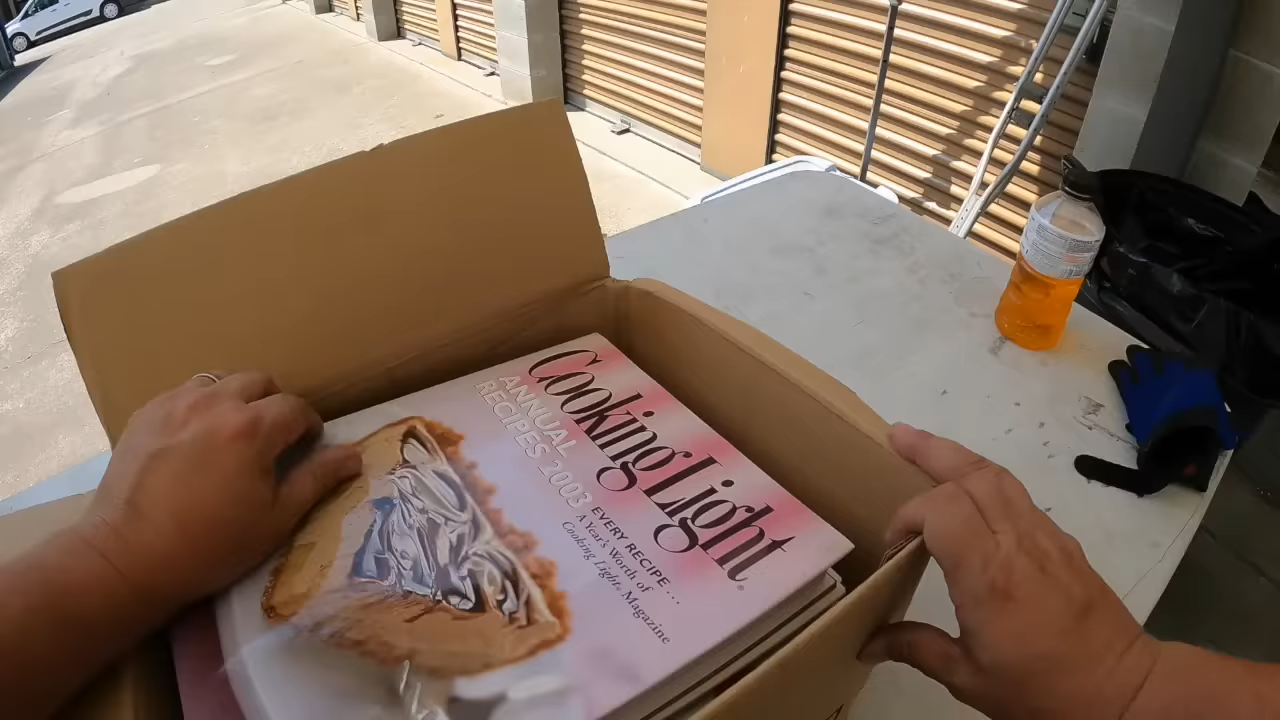 Cooking Light®
ANNUAL
RECIPES 2003
EVERY RECIPE...
A Year's Worth of
Cooking Light® Magazine